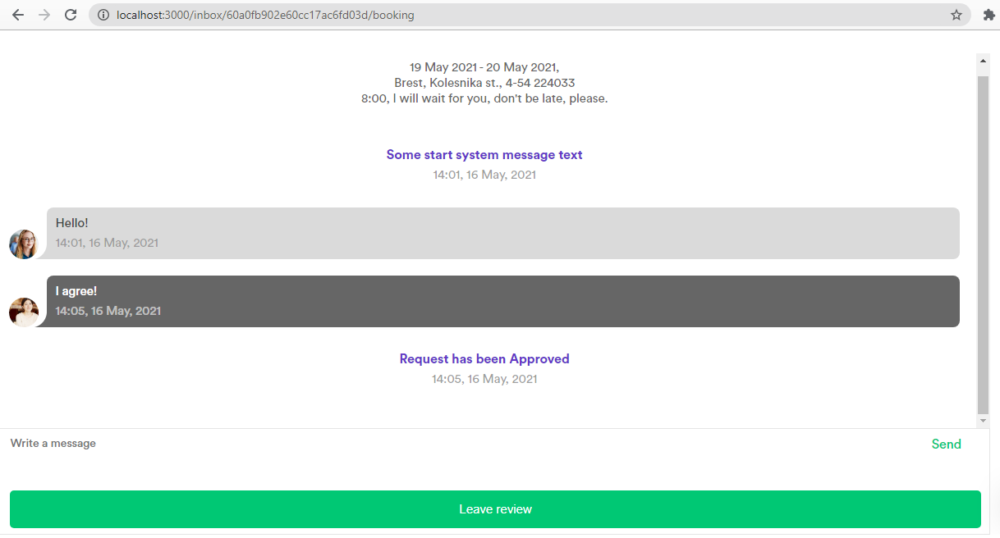 localhost:3000/inbox/60a0fb902e60cc17ac6fd03d/booking
19 May 2021 - 20 May 2021,
Brest, Kolesnika st., 4-54 224033
8:00, I will wait for you, don't be late, please.
Some start system message text
14:01, 16 May, 2021
Hello!
14:01, 16 May, 2021
I agree!
14:05, 16 May, 2021
Request has been Approved
14:05, 16 May, 2021
Write a message
Send
Leave review